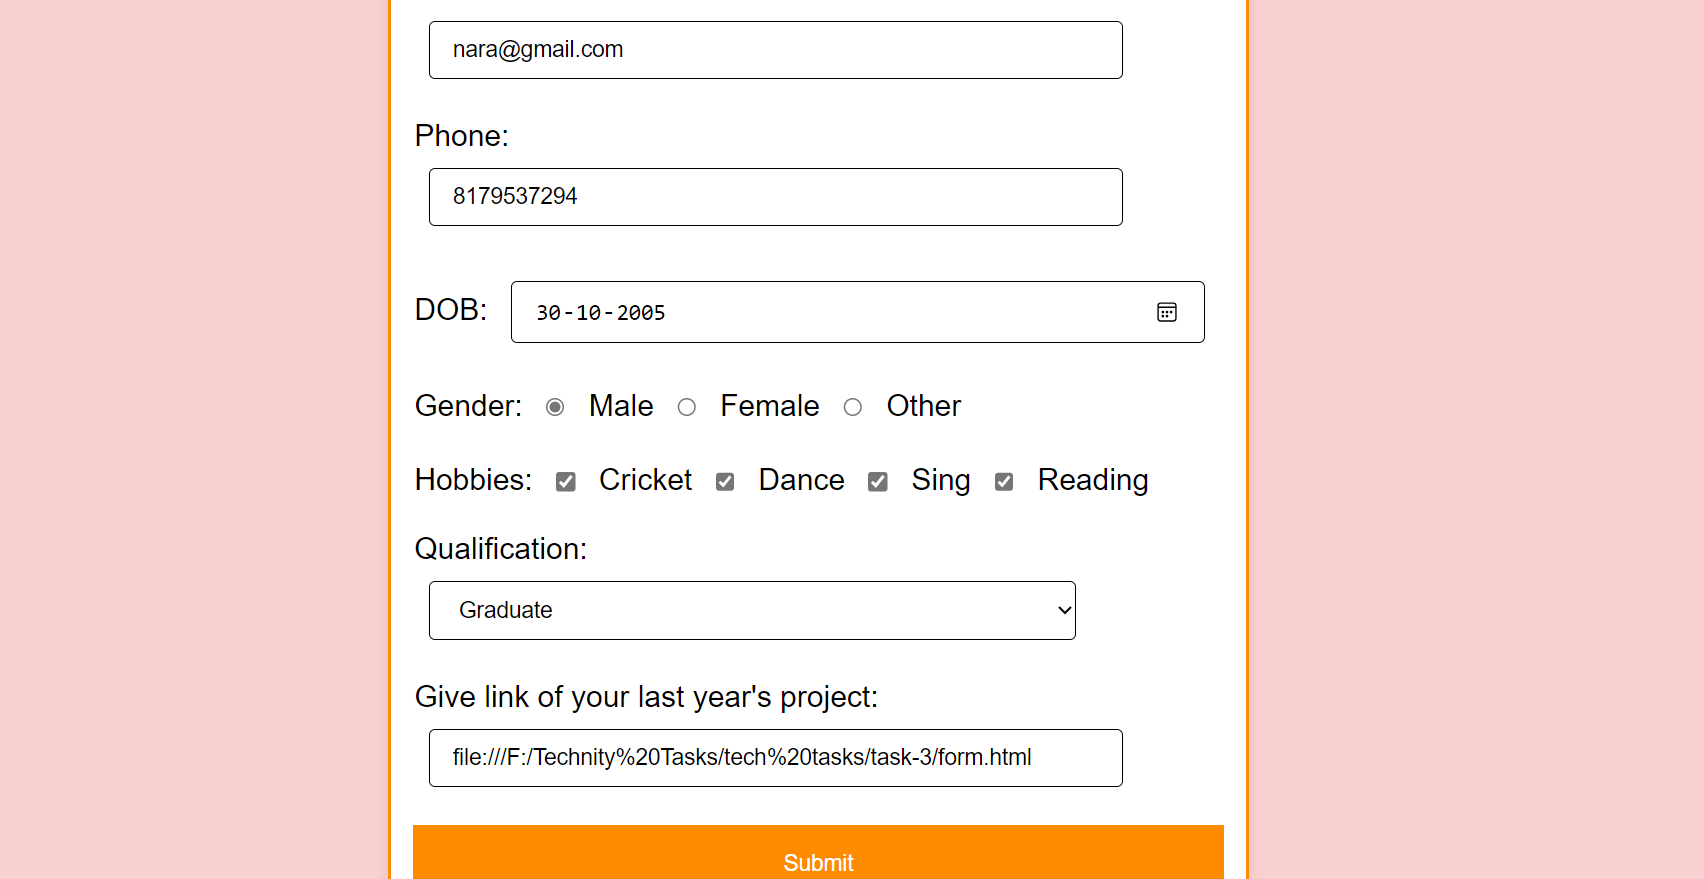 nara@gmail.com
Phone:
8179537294
DOB: 30-10-2005
Gender: Male Female Other
Hobbies: Cricket Dance Sing Reading
Qualification:
Graduate
Give link of your last year's project:
file:///F:/Technity%20Tasks/tech%20tasks/task-3/form.html
Submit